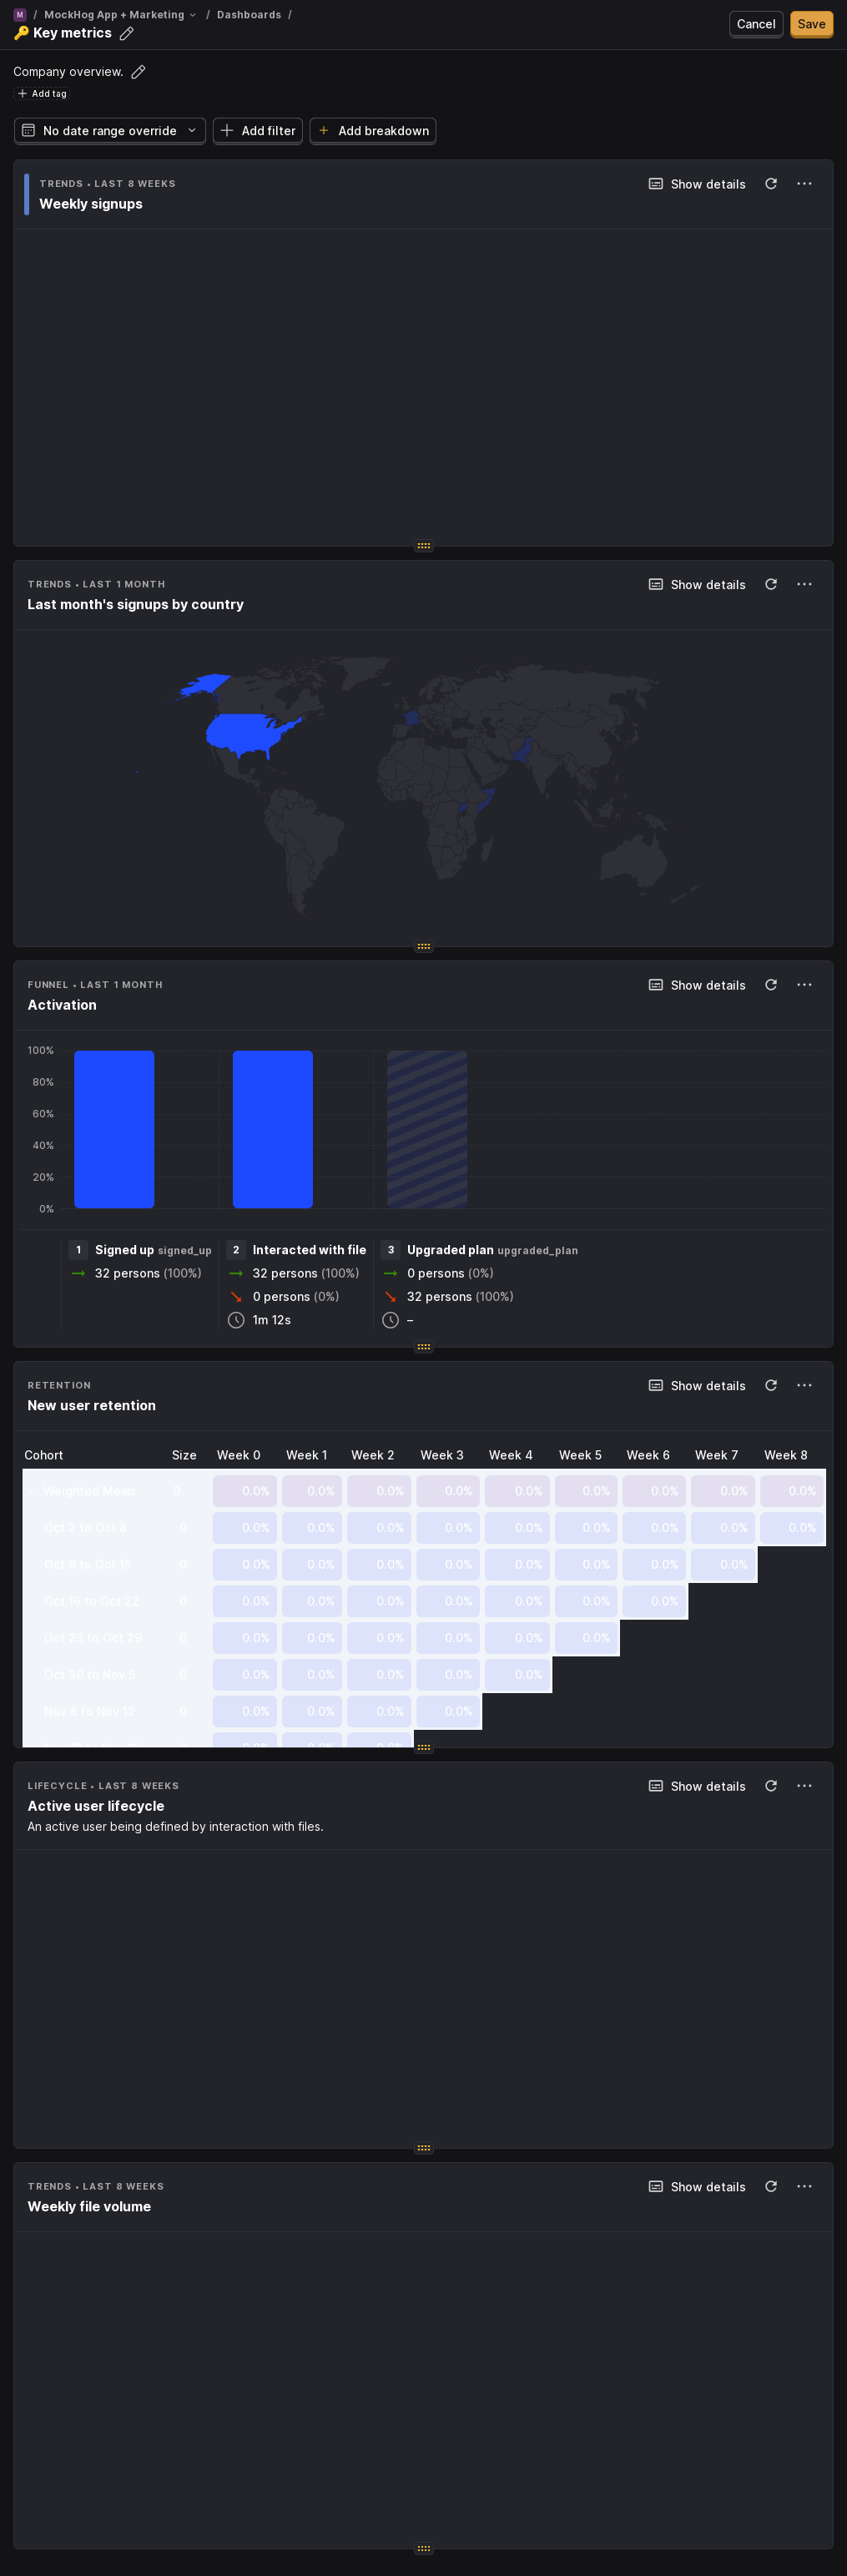 M / MockHog App + Marketing / Dashboards /
🔑 Key metrics
Cancel
Save
Company overview.
+ Add tag
No date range override
+ Add filter
+ Add breakdown
TRENDS • LAST 8 WEEKS
Weekly signups
Show details
TRENDS • LAST 1 MONTH
Last month's signups by country
Show details
FUNNEL • LAST 1 MONTH
Activation
Show details
100%
80%
60%
40%
20%
0%
1 Signed up signed_up
32 persons (100%)
2 Interacted with file
32 persons (100%)
0 persons (0%)
1m 12s
3 Upgraded plan upgraded_plan
0 persons (0%)
32 persons (100%)
–
RETENTION
New user retention
Show details
Cohort Size Week 0 Week 1 Week 2 Week 3 Week 4 Week 5 Week 6 Week 7 Week 8
Weighted Mean 0 0.0% 0.0% 0.0% 0.0% 0.0% 0.0% 0.0% 0.0% 0.0%
Oct 2 to Oct 8 0 0.0% 0.0% 0.0% 0.0% 0.0% 0.0% 0.0% 0.0% 0.0%
Oct 9 to Oct 15 0 0.0% 0.0% 0.0% 0.0% 0.0% 0.0% 0.0% 0.0%
Oct 16 to Oct 22 0 0.0% 0.0% 0.0% 0.0% 0.0% 0.0% 0.0%
Oct 23 to Oct 29 0 0.0% 0.0% 0.0% 0.0% 0.0% 0.0%
Oct 30 to Nov 5 0 0.0% 0.0% 0.0% 0.0% 0.0%
Nov 6 to Nov 12 0 0.0% 0.0% 0.0% 0.0%
LIFECYCLE • LAST 8 WEEKS
Active user lifecycle
An active user being defined by interaction with files.
Show details
TRENDS • LAST 8 WEEKS
Weekly file volume
Show details